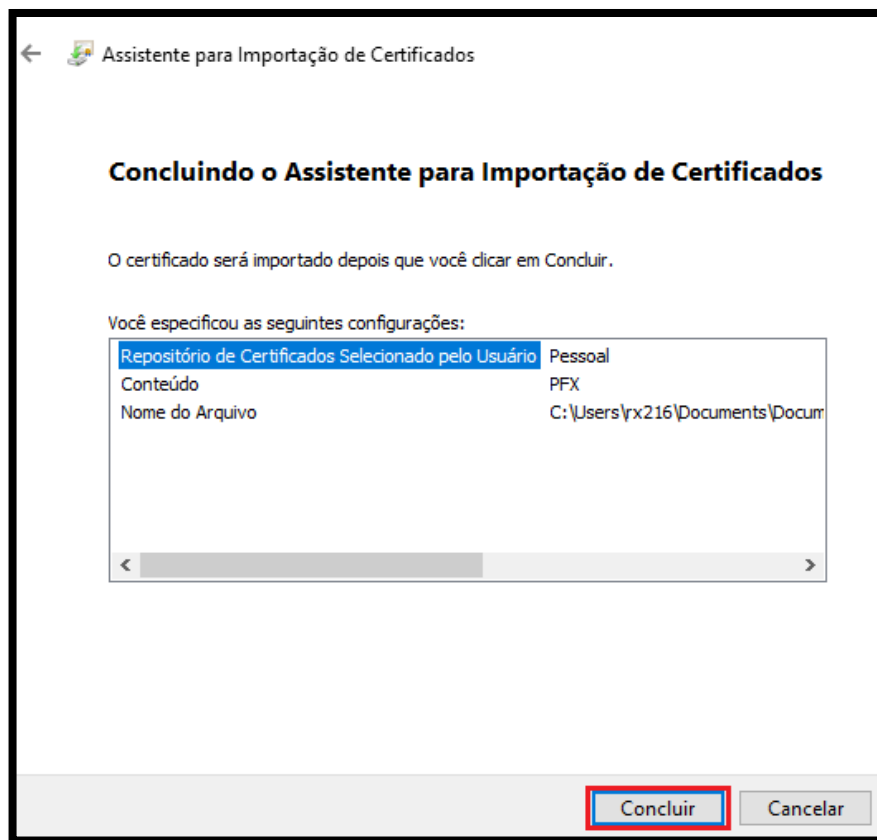 Assistente para Importação de Certificados
Concluindo o Assistente para Importação de Certificados
O certificado será importado depois que você clicar em Concluir.
Você especificou as seguintes configurações:
Repositório de Certificados Selecionado pelo Usuário Pessoal
Conteúdo PFX
Nome do Arquivo C:\Users\rx216\Documents\Docum
Concluir Cancelar